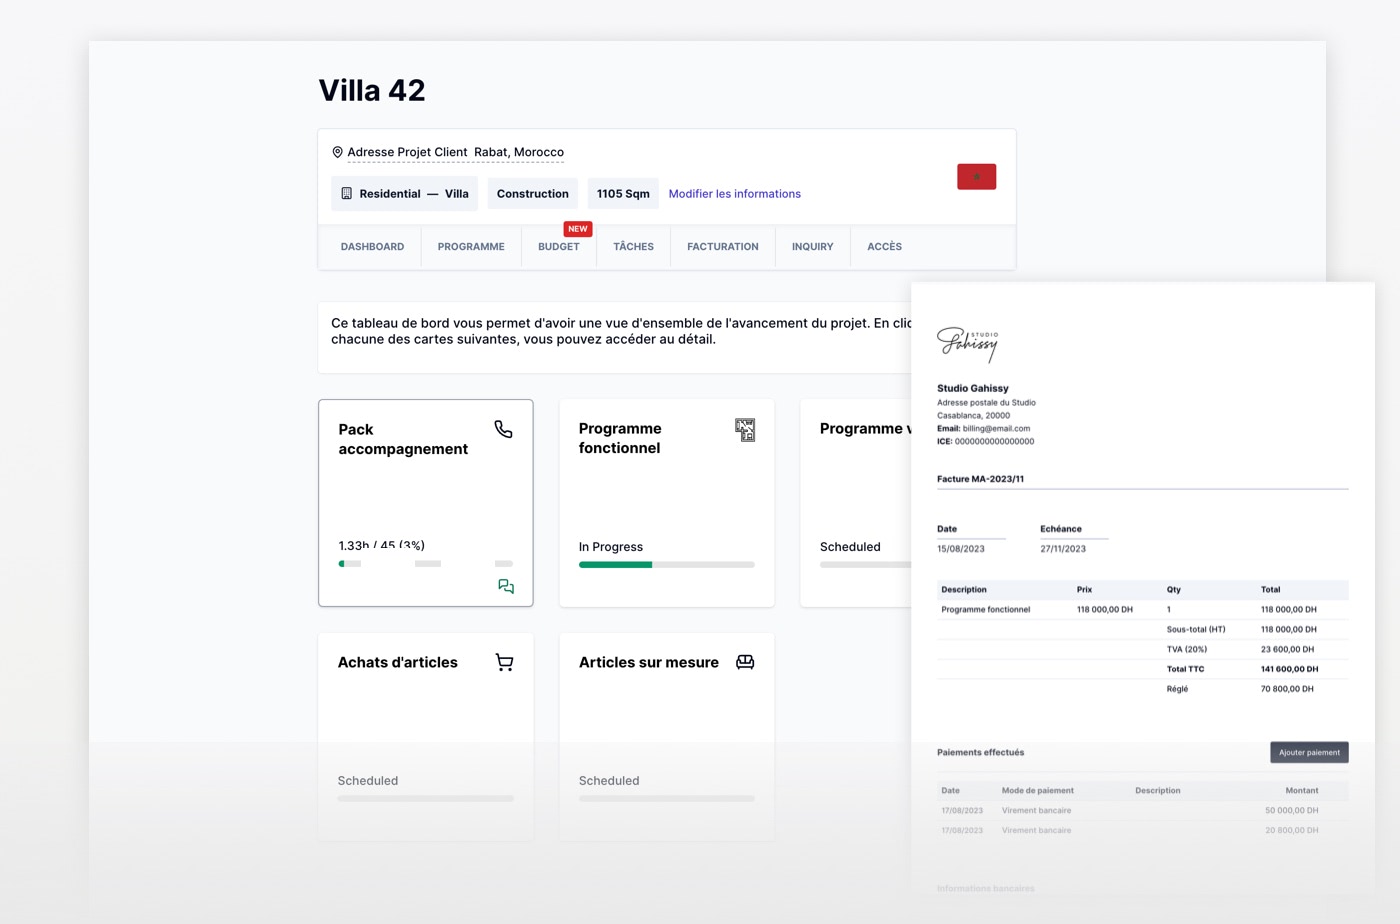 Villa 42
Adresse Projet Client Rabat, Morocco
Residential — Villa
Construction
1105 Sqm
Modifier les informations
NEW
DASHBOARD
PROGRAMME
BUDGET
TÂCHES
FACTURATION
INQUIRY
ACCÈS
Ce tableau de bord vous permet d'avoir une vue d'ensemble de l'avancement du projet. En clic
chacune des cartes suivantes, vous pouvez accéder au détail.
Pack
accompagnement
1.33h / 45 (3%)
Programme
fonctionnel
In Progress
Programme v
Scheduled
Achats d'articles
Scheduled
Articles sur mesure
Scheduled
STUDIO
Gahissy
Studio Gahissy
Adresse postale du Studio
Casablanca, 20000
Email: billing@email.com
ICE: 0000000000000000
Facture MA-2023/11
Date
Echéance
15/08/2023
27/11/2023
Description Prix Qty Total
Programme fonctionnel 118 000,00 DH 1 118 000,00 DH
Sous-total (HT) 118 000,00 DH
TVA (20%) 23 600,00 DH
Total TTC 141 600,00 DH
Réglé 70 800,00 DH
Paiements effectués
Ajouter paiement
Date Mode de paiement Description Montant
17/08/2023 Virement bancaire 50 000,00 DH
17/08/2023 Virement bancaire 20 800,00 DH
Informations bancaires